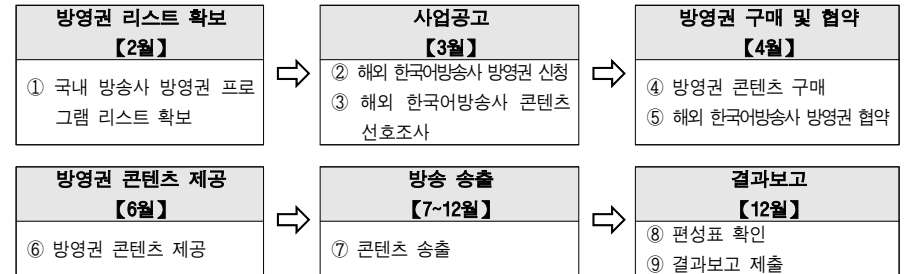 방영권 리스트 확보
【2월】
① 국내 방송사 방영권 프로
그램 리스트 확보
사업공고
【3월】
② 해외 한국어방송사 방영권 신청
③ 해외 한국어방송사 콘텐츠
선호조사
방영권 구매 및 협약
【4월】
④ 방영권 콘텐츠 구매
⑤ 해외 한국어방송사 방영권 협약
방영권 콘텐츠 제공
【6월】
⑥ 방영권 콘텐츠 제공
방송 송출
【7~12월】
⑦ 콘텐츠 송출
결과보고
【12월】
⑧ 편성표 확인
⑨ 결과보고 제출